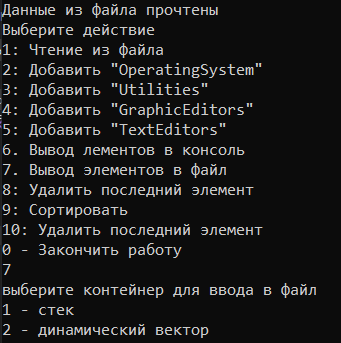 Данные из файла прочтены
Выберите действие
1: Чтение из файла
2: Добавить "OperatingSystem"
3: Добавить "Utilities"
4: Добавить "GraphicEditors"
5: Добавить "TextEditors"
6. Вывод лементов в консоль
7. Вывод элементов в файл
8: Удалить последний элемент
9: Сортировать
10: Удалить последний элемент
0 - Закончить работу
7
выберите контейнер для ввода в файл
1 - стек
2 - динамический вектор